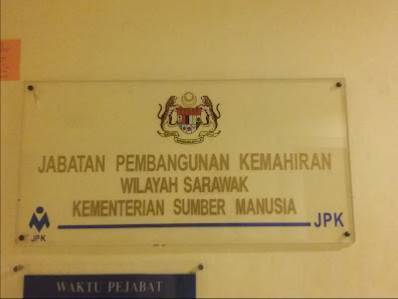 JABATAN PEMBANGUNAN KEMAHIRAN
WILAYAH SARAWAK
KEMENTERIAN SUMBER MANUSIA
JPK
JPK
WAKTU PEJABAT